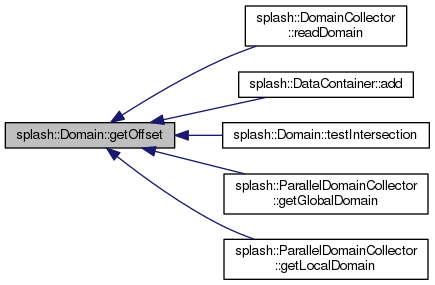 splash::DomainCollector
::readDomain
splash::DataContainer::add
splash::Domain::getOffset
splash::Domain::testIntersection
splash::ParallelDomainCollector
::getGlobalDomain
splash::ParallelDomainCollector
::getLocalDomain